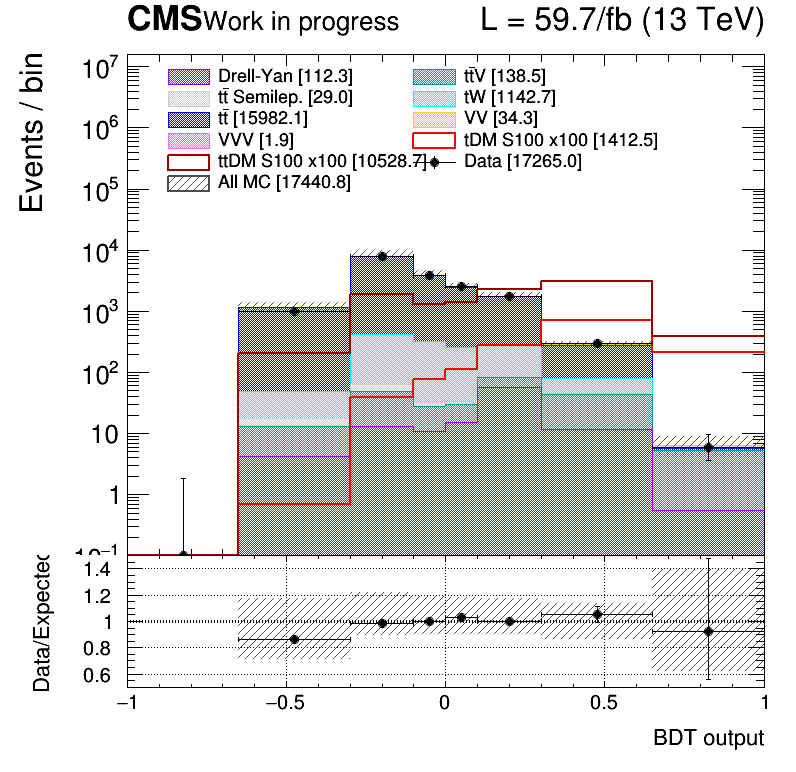 CMS Work in progress L = 59.7/fb (13 TeV)
Events / bin
10⁷
10⁶
10⁵
10⁴
10³
10²
10
1
10⁻¹
Drell-Yan [112.3] tt̄V [138.5]
tt̄ Semilep. [29.0] tW [1142.7]
tt̄ [15982.1] VV [34.3]
VVV [1.9] tDM S100 x100 [1412.5]
ttDM S100 x100 [10528.7] Data [17265.0]
All MC [17440.8]
Data/Expected
1.4
1.2
1
0.8
0.6
−1 −0.5 0 0.5 1
BDT output